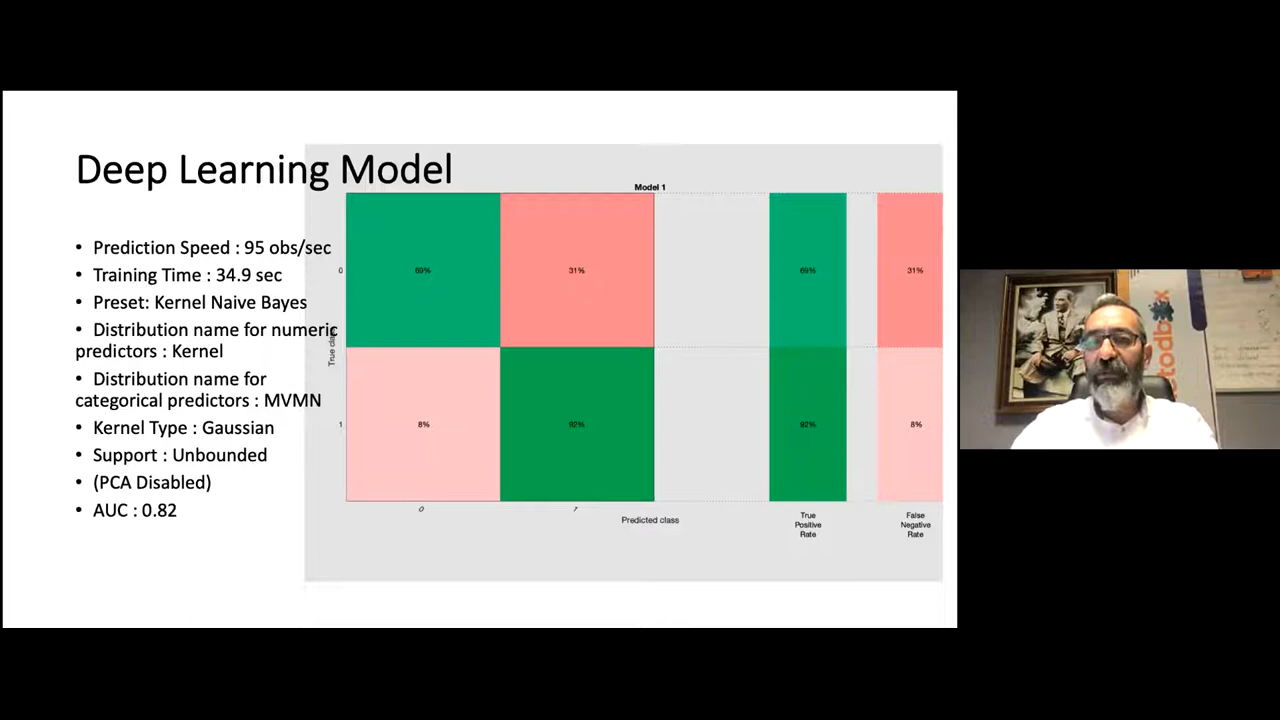 Deep Learning Model
• Prediction Speed : 95 obs/sec
• Training Time : 34.9 sec
• Preset: Kernel Naive Bayes
• Distribution name for numeric
predictors : Kernel
• Distribution name for
categorical predictors : MVMN
• Kernel Type : Gaussian
• Support : Unbounded
• (PCA Disabled)
• AUC : 0.82
Model 1
0
69%
31%
69%
31%
True
1
8%
92%
92%
8%
0
1
Predicted class
True
Positive
Rate
False
Negative
Rate